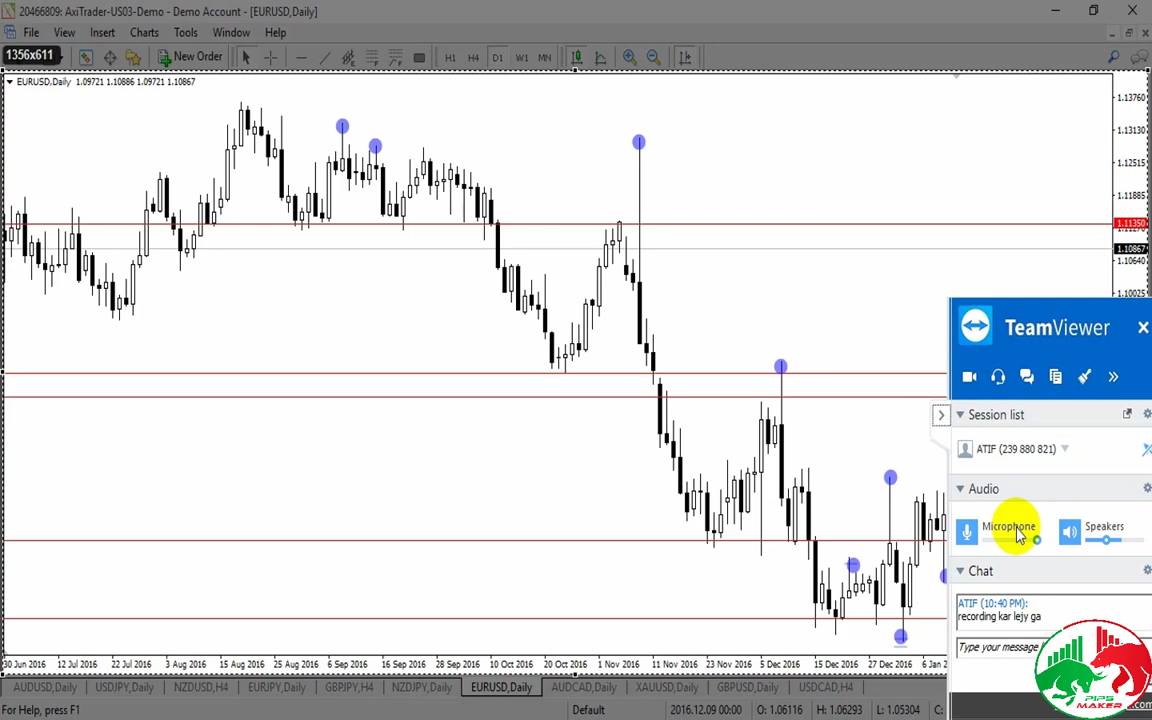 20466809: AxiTrader-US03-Demo - Demo Account - [EURUSD,Daily]
File View Insert Charts Tools Window Help
1356x611 New Order H1 H4 D1 W1 MN
EURUSD,Daily 1.09721 1.10886 1.09721 1.10867
1.13760
1.13130
1.12515
1.11885
1.11350
1.10867
1.10640
1.10025
TeamViewer
Session list
ATIF (239 880 821)
Audio
Microphone Speakers
Chat
ATIF (10:40 PM):
recording kar lejy ga
Type your message
PIPS
MAKER
30 Jun 2016 12 Jul 2016 22 Jul 2016 3 Aug 2016 15 Aug 2016 25 Aug 2016 6 Sep 2016 16 Sep 2016 28 Sep 2016 10 Oct 2016 20 Oct 2016 1 Nov 2016 11 Nov 2016 23 Nov 2016 5 Dec 2016 15 Dec 2016 27 Dec 2016 6 Jan
AUDUSD,Daily USDJPY,Daily NZDUSD,H4 EURJPY,Daily GBPJPY,H4 NZDJPY,Daily EURUSD,Daily AUDCAD,Daily XAUUSD,Daily GBPUSD,Daily USDCAD,H4
For Help, press F1 Default 2016.12.09 00:00 O: 1.06116 H: 1.06293 L: 1.05304 C: